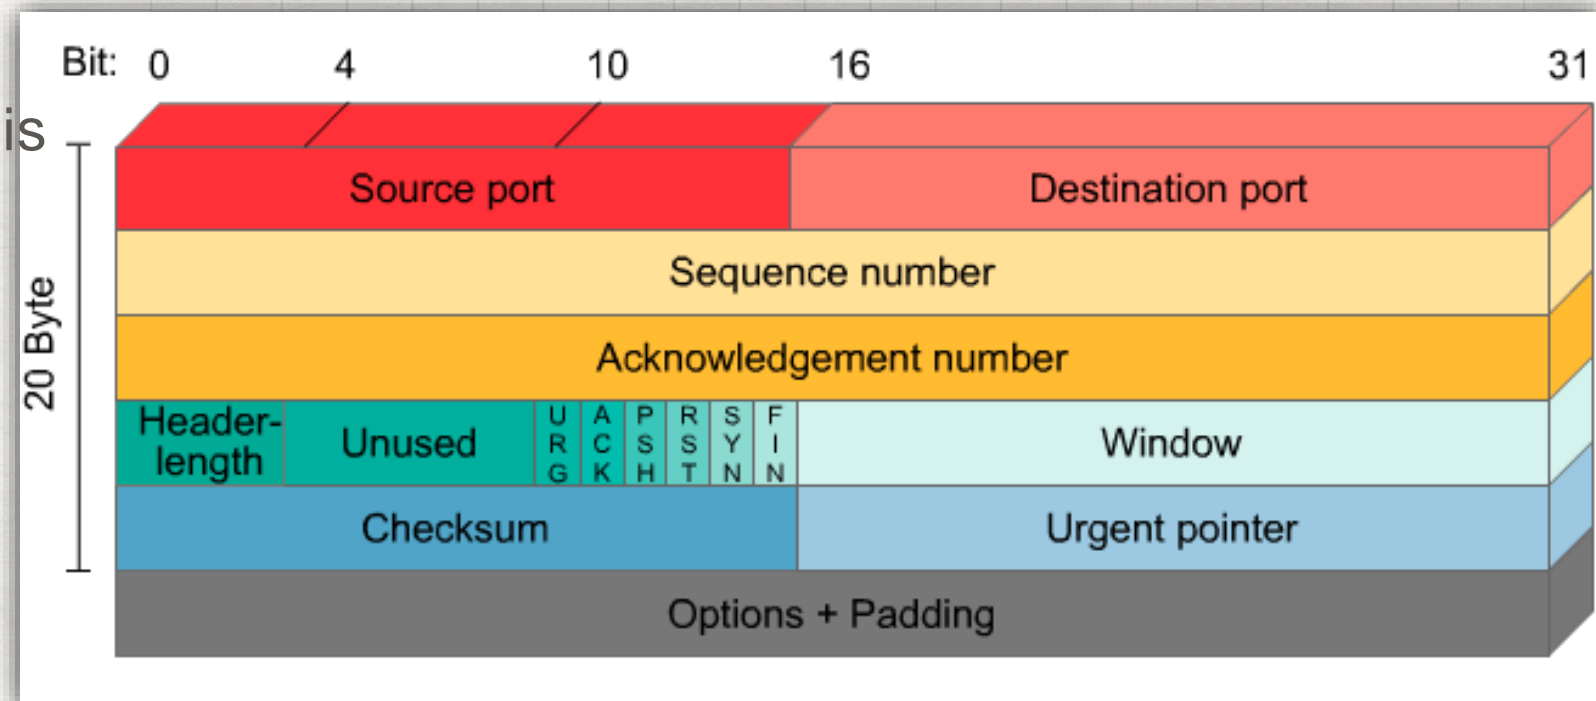 Bit: 0 4 10 16 31
is
Source port Destination port
Sequence number
20 Byte
Acknowledgement number
Header-
length
Unused
URG
ACK
PSH
RST
SYN
FIN
Window
Checksum Urgent pointer
Options + Padding